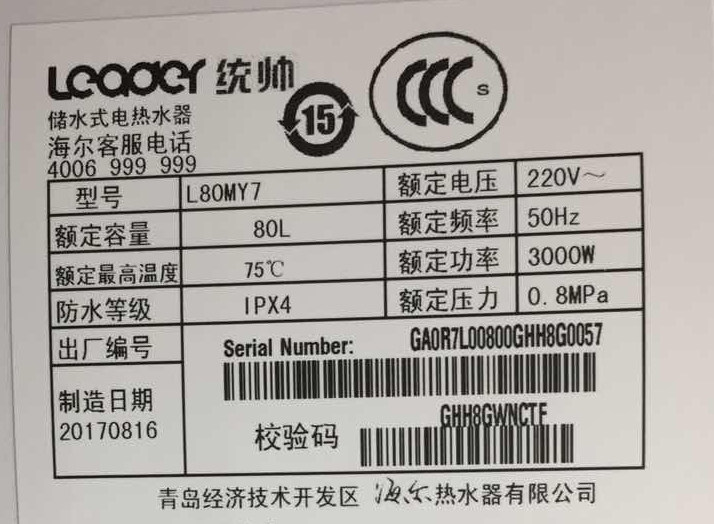 Leader 统帅
15
CCC S
储水式电热水器
海尔客服电话
4006 999 999
型号 L80MY7 额定电压 220V～
额定容量 80L 额定频率 50Hz
额定最高温度 75℃ 额定功率 3000W
防水等级 IPX4 额定压力 0.8MPa
出厂编号 Serial Number: GA0R7L00800GHH8G0057
制造日期
20170816
校验码 GHH8GWNCTF
青岛经济技术开发区 海尔热水器有限公司